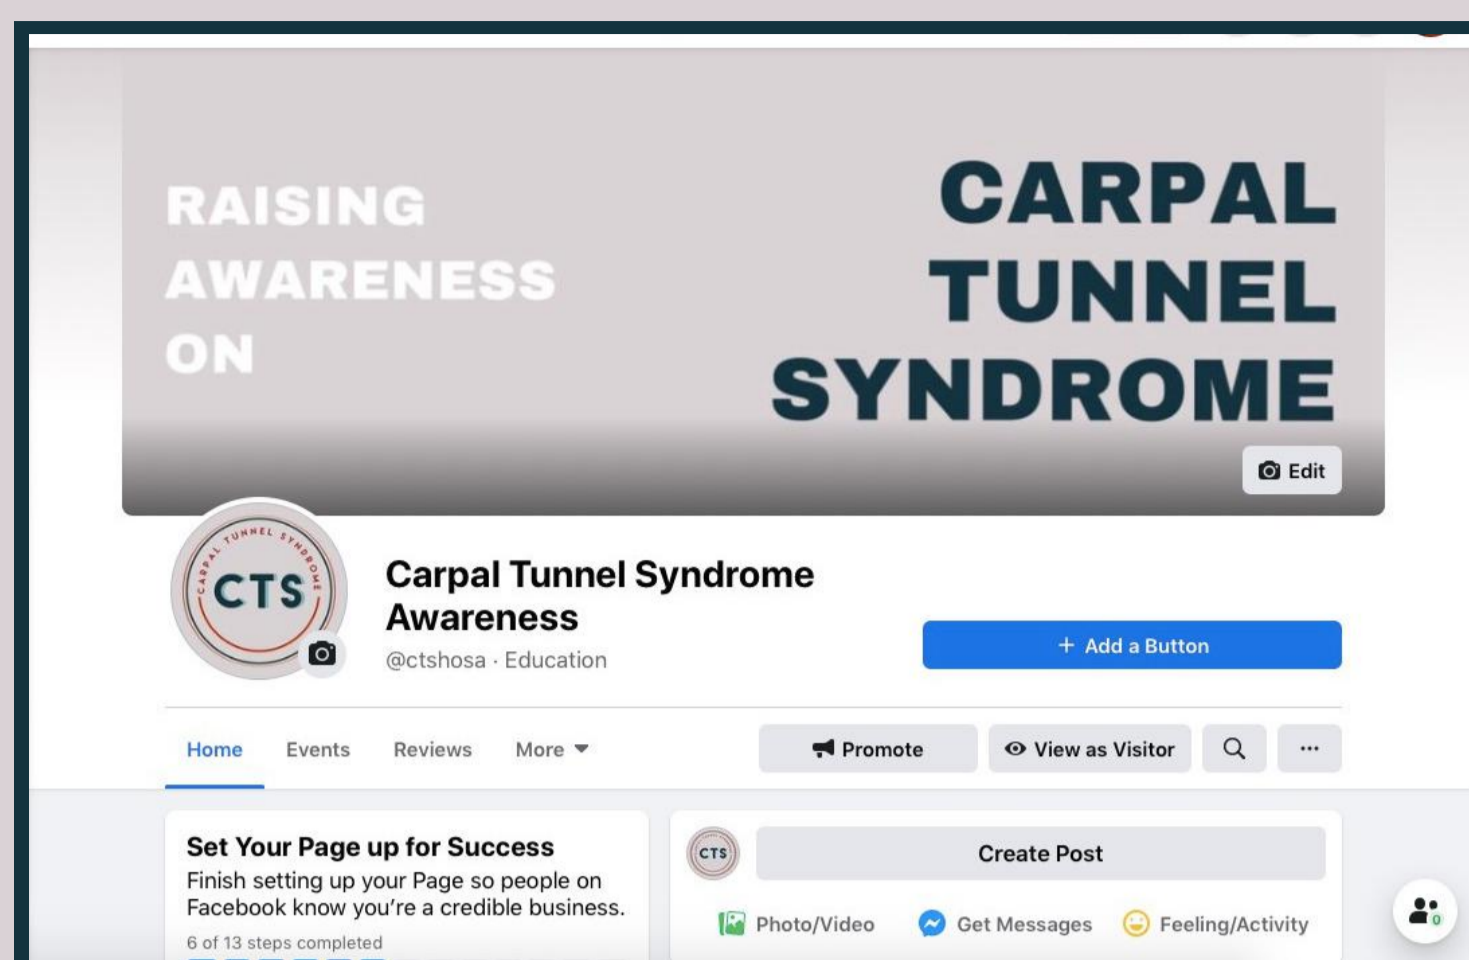 RAISING
AWARENESS
ON
CARPAL
TUNNEL
SYNDROME
Edit
CARPAL TUNNEL SYNDROME
CTS
Carpal Tunnel Syndrome
Awareness
@ctshosa · Education
+ Add a Button
Home Events Reviews More
Promote View as Visitor ...
Set Your Page up for Success
Finish setting up your Page so people on
Facebook know you’re a credible business.
6 of 13 steps completed
CTS
Create Post
Photo/Video Get Messages Feeling/Activity
0